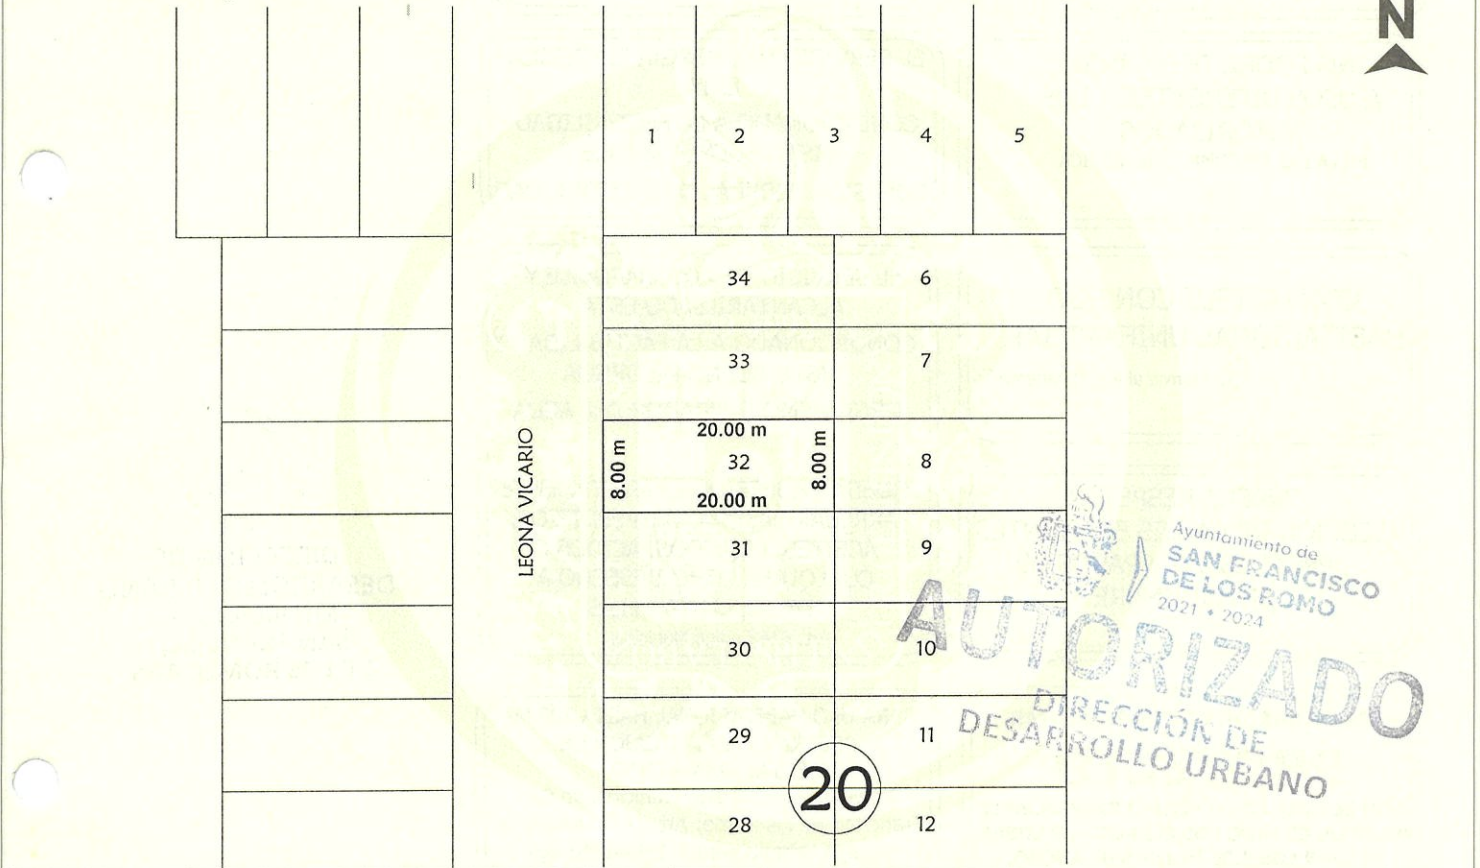 N
1 2 3 4 5
34 6
33 7
20.00 m
LEONA VICARIO
8.00 m
32
8.00 m
8
20.00 m
31 9
30 10
29 11
20
28 12
Ayuntamiento de
SAN FRANCISCO
DE LOS ROMO
2021 • 2024
AUTORIZADO
DIRECCIÓN DE
DESARROLLO URBANO